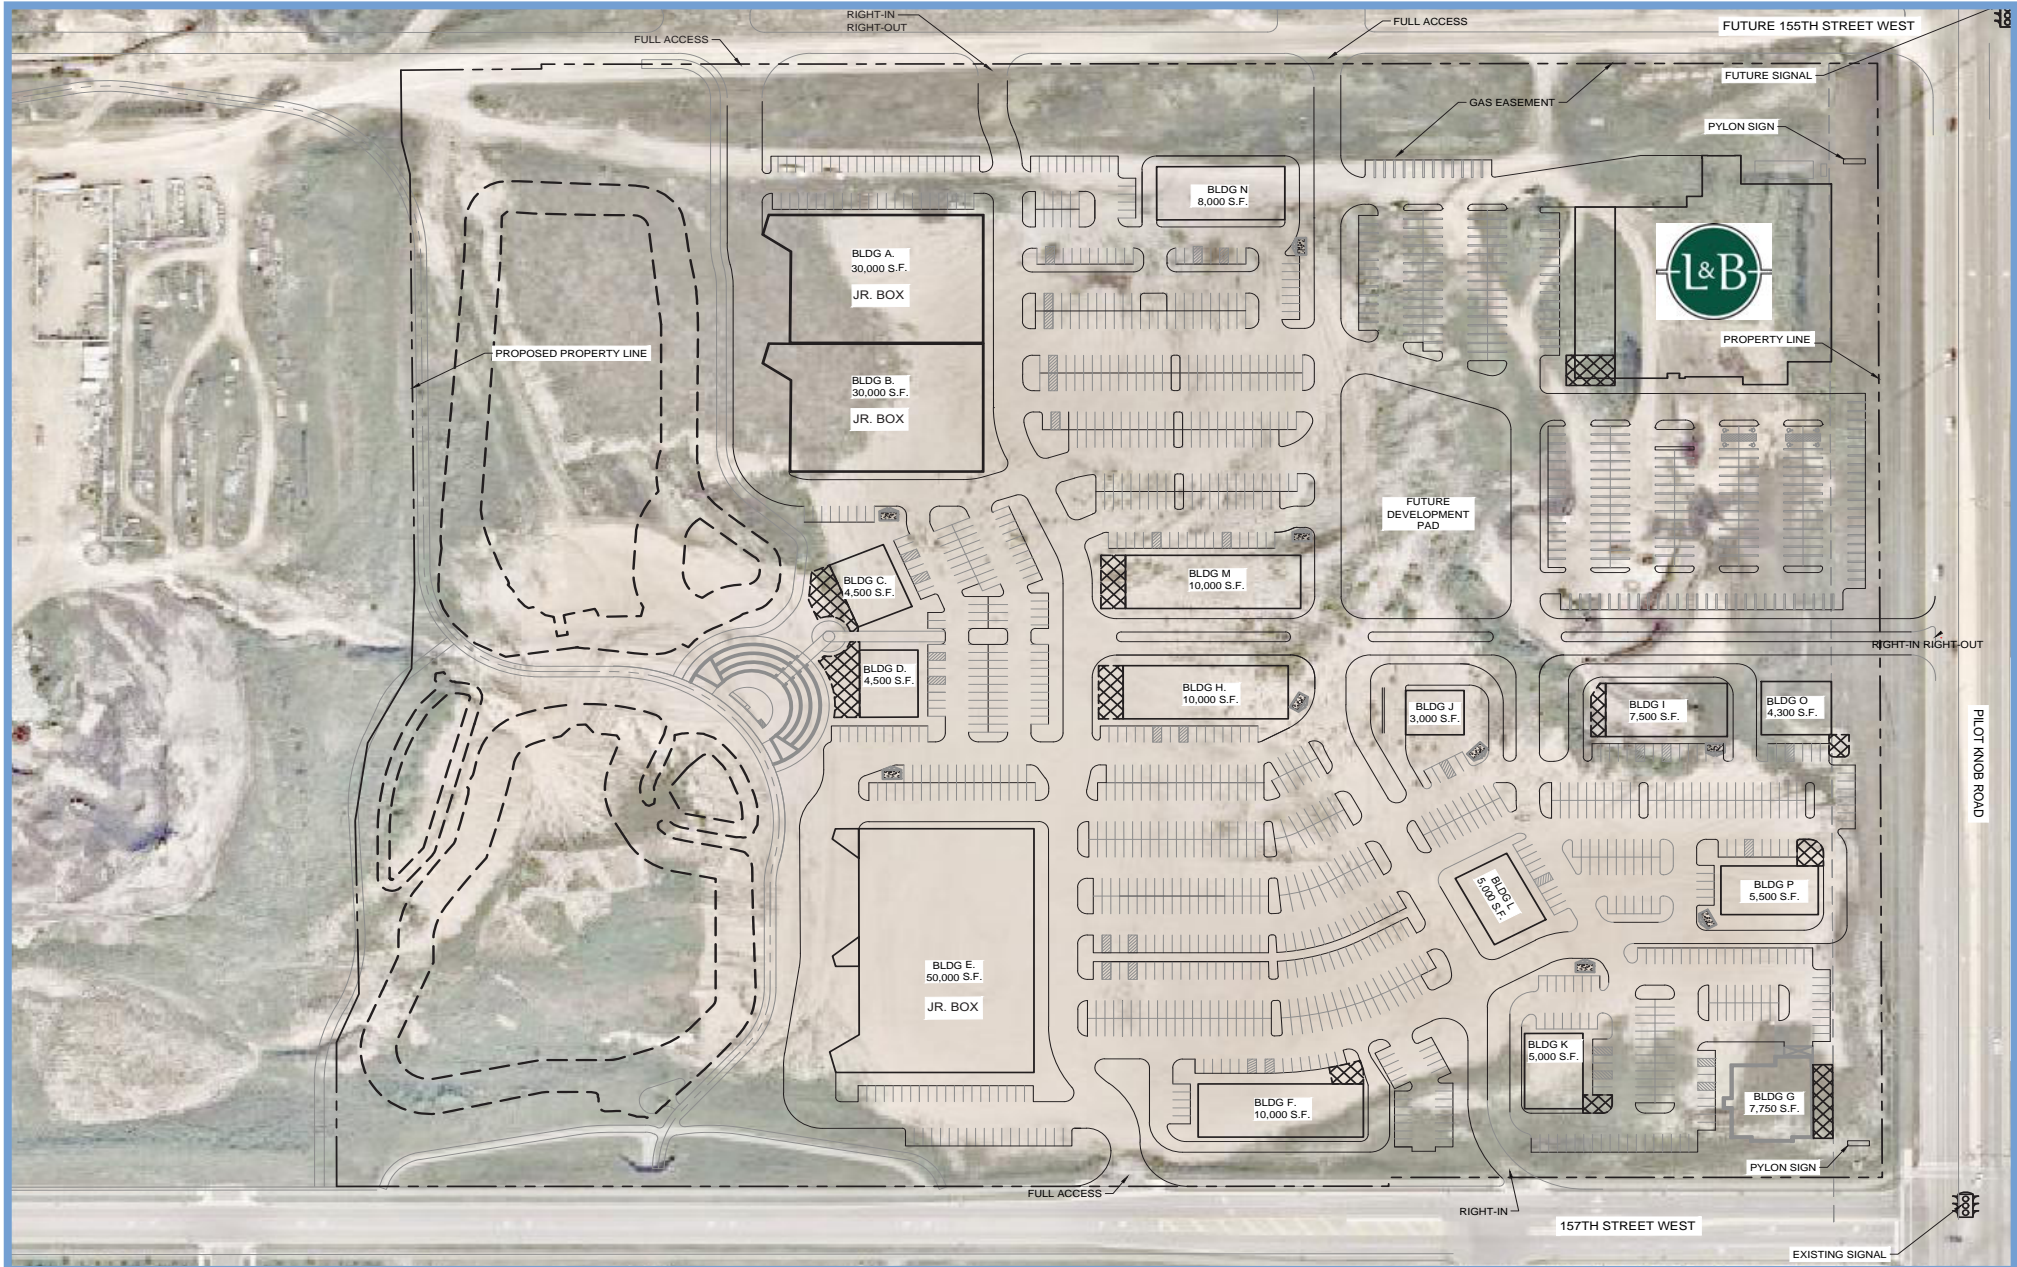 RIGHT-IN
RIGHT-OUT
FULL ACCESS
FULL ACCESS
FUTURE 155TH STREET WEST
FUTURE SIGNAL
GAS EASEMENT
PYLON SIGN
BLDG N
8,000 S.F.
BLDG A.
30,000 S.F.
JR. BOX
L&B
PROPERTY LINE
PROPOSED PROPERTY LINE
BLDG B.
30,000 S.F.
JR. BOX
FUTURE
DEVELOPMENT
PAD
BLDG C.
4,500 S.F.
BLDG M
10,000 S.F.
RIGHT-IN RIGHT-OUT
BLDG D.
4,500 S.F.
BLDG H.
10,000 S.F.
BLDG J
3,000 S.F.
BLDG I
7,500 S.F.
BLDG O
4,300 S.F.
PILOT KNOB ROAD
BLDG L
5,000 S.F.
BLDG P
5,500 S.F.
BLDG E.
50,000 S.F.
JR. BOX
BLDG K
5,000 S.F.
BLDG F.
10,000 S.F.
BLDG G
7,750 S.F.
PYLON SIGN
FULL ACCESS
RIGHT-IN
157TH STREET WEST
EXISTING SIGNAL